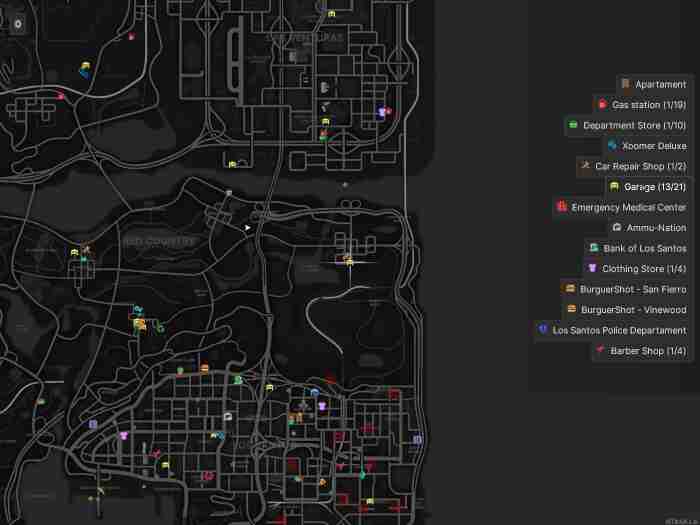 LAS VENTURAS
RED COUNTRY
Apartament
Gas station (1/19)
Department Store (1/10)
Xoomer Deluxe
Car Repair Shop (1/2)
Garage (13/21)
Emergency Medical Center
Ammu-Nation
Bank of Los Santos
Clothing Store (1/4)
BurguerShot - San Fierro
BurguerShot - Vinewood
Los Santos Police Departament
Barber Shop (1/4)